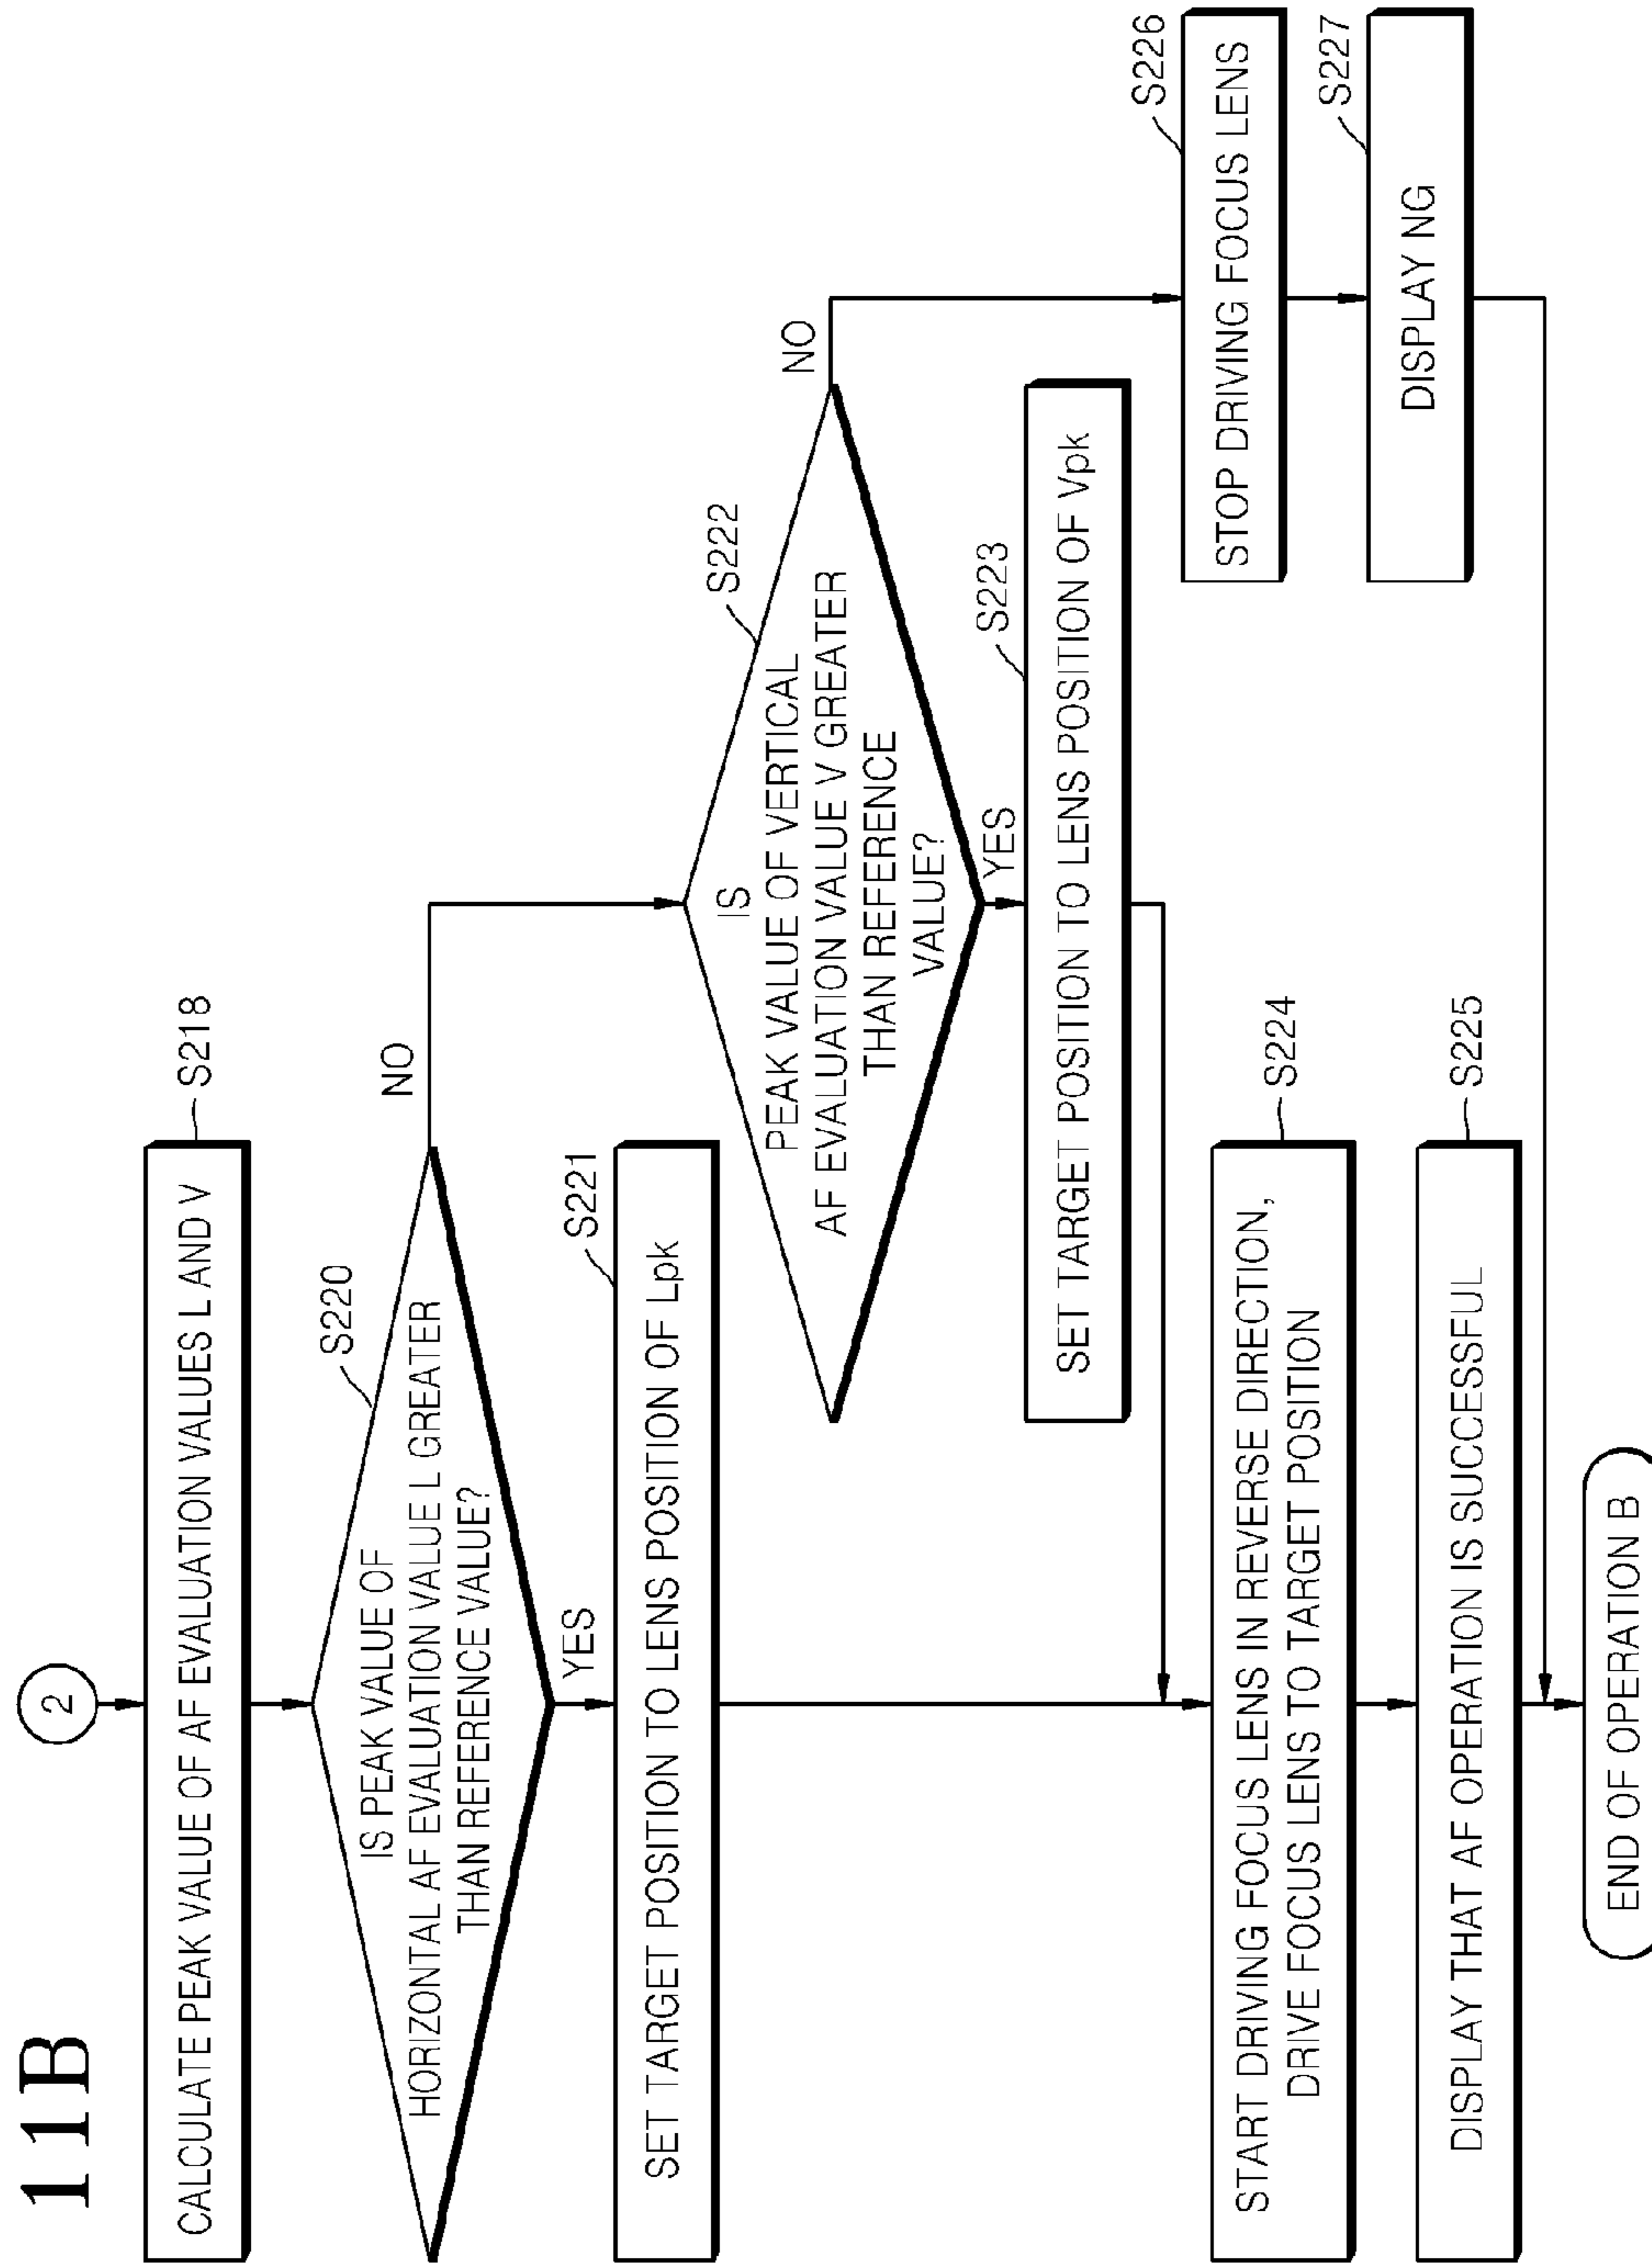 11B
2
CALCULATE PEAK VALUE OF AF EVALUATION VALUES L AND V
S218
S220
IS PEAK VALUE OF
HORIZONTAL AF EVALUATION VALUE L GREATER
THAN REFERENCE VALUE?
NO
YES
S221
SET TARGET POSITION TO LENS POSITION OF Lpk
S222
IS
PEAK VALUE OF VERTICAL
AF EVALUATION VALUE V GREATER
THAN REFERENCE
VALUE?
NO
YES
S223
SET TARGET POSITION TO LENS POSITION OF Vpk
S224
START DRIVING FOCUS LENS IN REVERSE DIRECTION,
DRIVE FOCUS LENS TO TARGET POSITION
S225
DISPLAY THAT AF OPERATION IS SUCCESSFUL
S226
STOP DRIVING FOCUS LENS
S227
DISPLAY NG
END OF OPERATION B